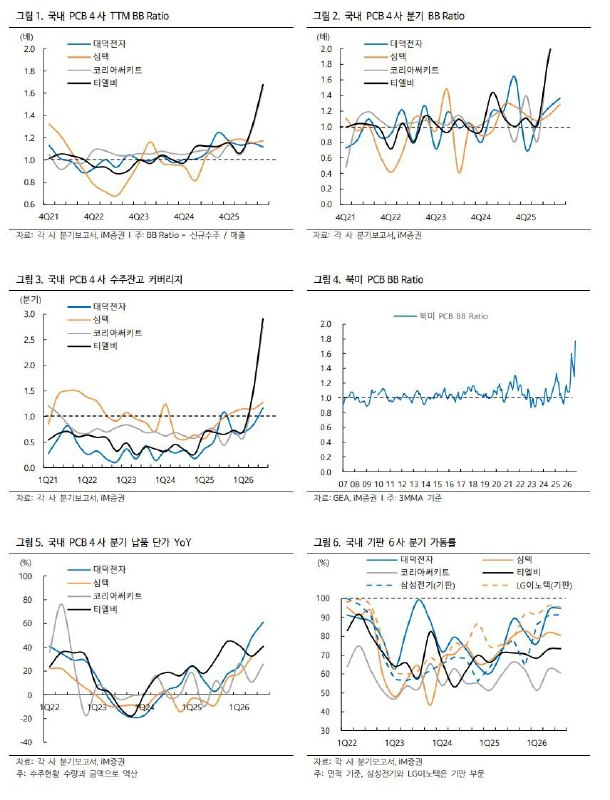 그림 1. 국내 PCB 4사 TTM BB Ratio
(배)
대덕전자
심텍
코리아써키트
티엘비
2.0
1.8
1.6
1.4
1.2
1.0
0.8
0.6
4Q21 4Q22 4Q23 4Q24 4Q25
자료: 각 사 분기보고서, iM증권 l 주: BB Ratio = 신규수주 / 매출
그림 2. 국내 PCB 4사 분기 BB Ratio
(배)
대덕전자
심텍
코리아써키트
티엘비
2.0
1.8
1.6
1.4
1.2
1.0
0.8
0.6
0.4
0.2
0.0
4Q21 4Q22 4Q23 4Q24 4Q25
자료: 각 사 분기보고서, iM증권
그림 3. 국내 PCB 4사 수주잔고 커버리지
(분기)
대덕전자
심텍
코리아써키트
티엘비
3.0
2.5
2.0
1.5
1.0
0.5
0.0
1Q21 1Q22 1Q23 1Q24 1Q25 1Q26
자료: 각 사 분기보고서, iM증권
그림 4. 북미 PCB BB Ratio
북미 PCB BB Ratio
2.0
1.8
1.6
1.4
1.2
1.0
0.8
0.6
0.4
0.2
0.0
07 08 09 10 11 12 13 14 15 16 17 18 19 20 21 22 23 24 25 26
자료: GEA, iM증권 l 주: 3MMA 기준
그림 5. 국내 PCB 4사 분기 납품 단가 YoY
(%)
대덕전자
심텍
코리아써키트
티엘비
100
80
60
40
20
0
-20
-40
1Q22 1Q23 1Q24 1Q25 1Q26
자료: 각 사 분기보고서, iM증권
주: 수주현황 수량과 금액으로 역산
그림 6. 국내 기판 6사 분기 가동률
(%)
대덕전자 심텍
코리아써키트 티엘비
삼성전기(기판) LG이노텍(기판)
100
90
80
70
60
50
40
30
1Q22 1Q23 1Q24 1Q25 1Q26
자료: 각 사 분기보고서, iM증권
주: 면적 기준, 삼성전기와 LG이노텍은 기판 부문